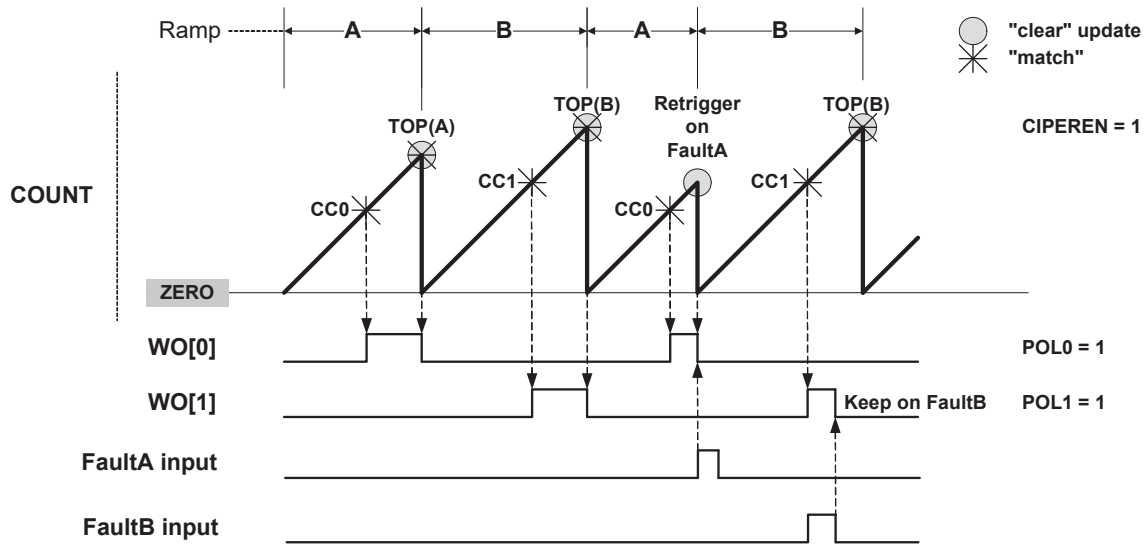 Ramp A B A B "clear" update
"match"
TOP(A) TOP(B) Retrigger on FaultA TOP(B) CIPEREN = 1
COUNT CC0 CC1 CC0 CC1
ZERO
WO[0] POL0 = 1
WO[1] Keep on FaultB POL1 = 1
FaultA input
FaultB input